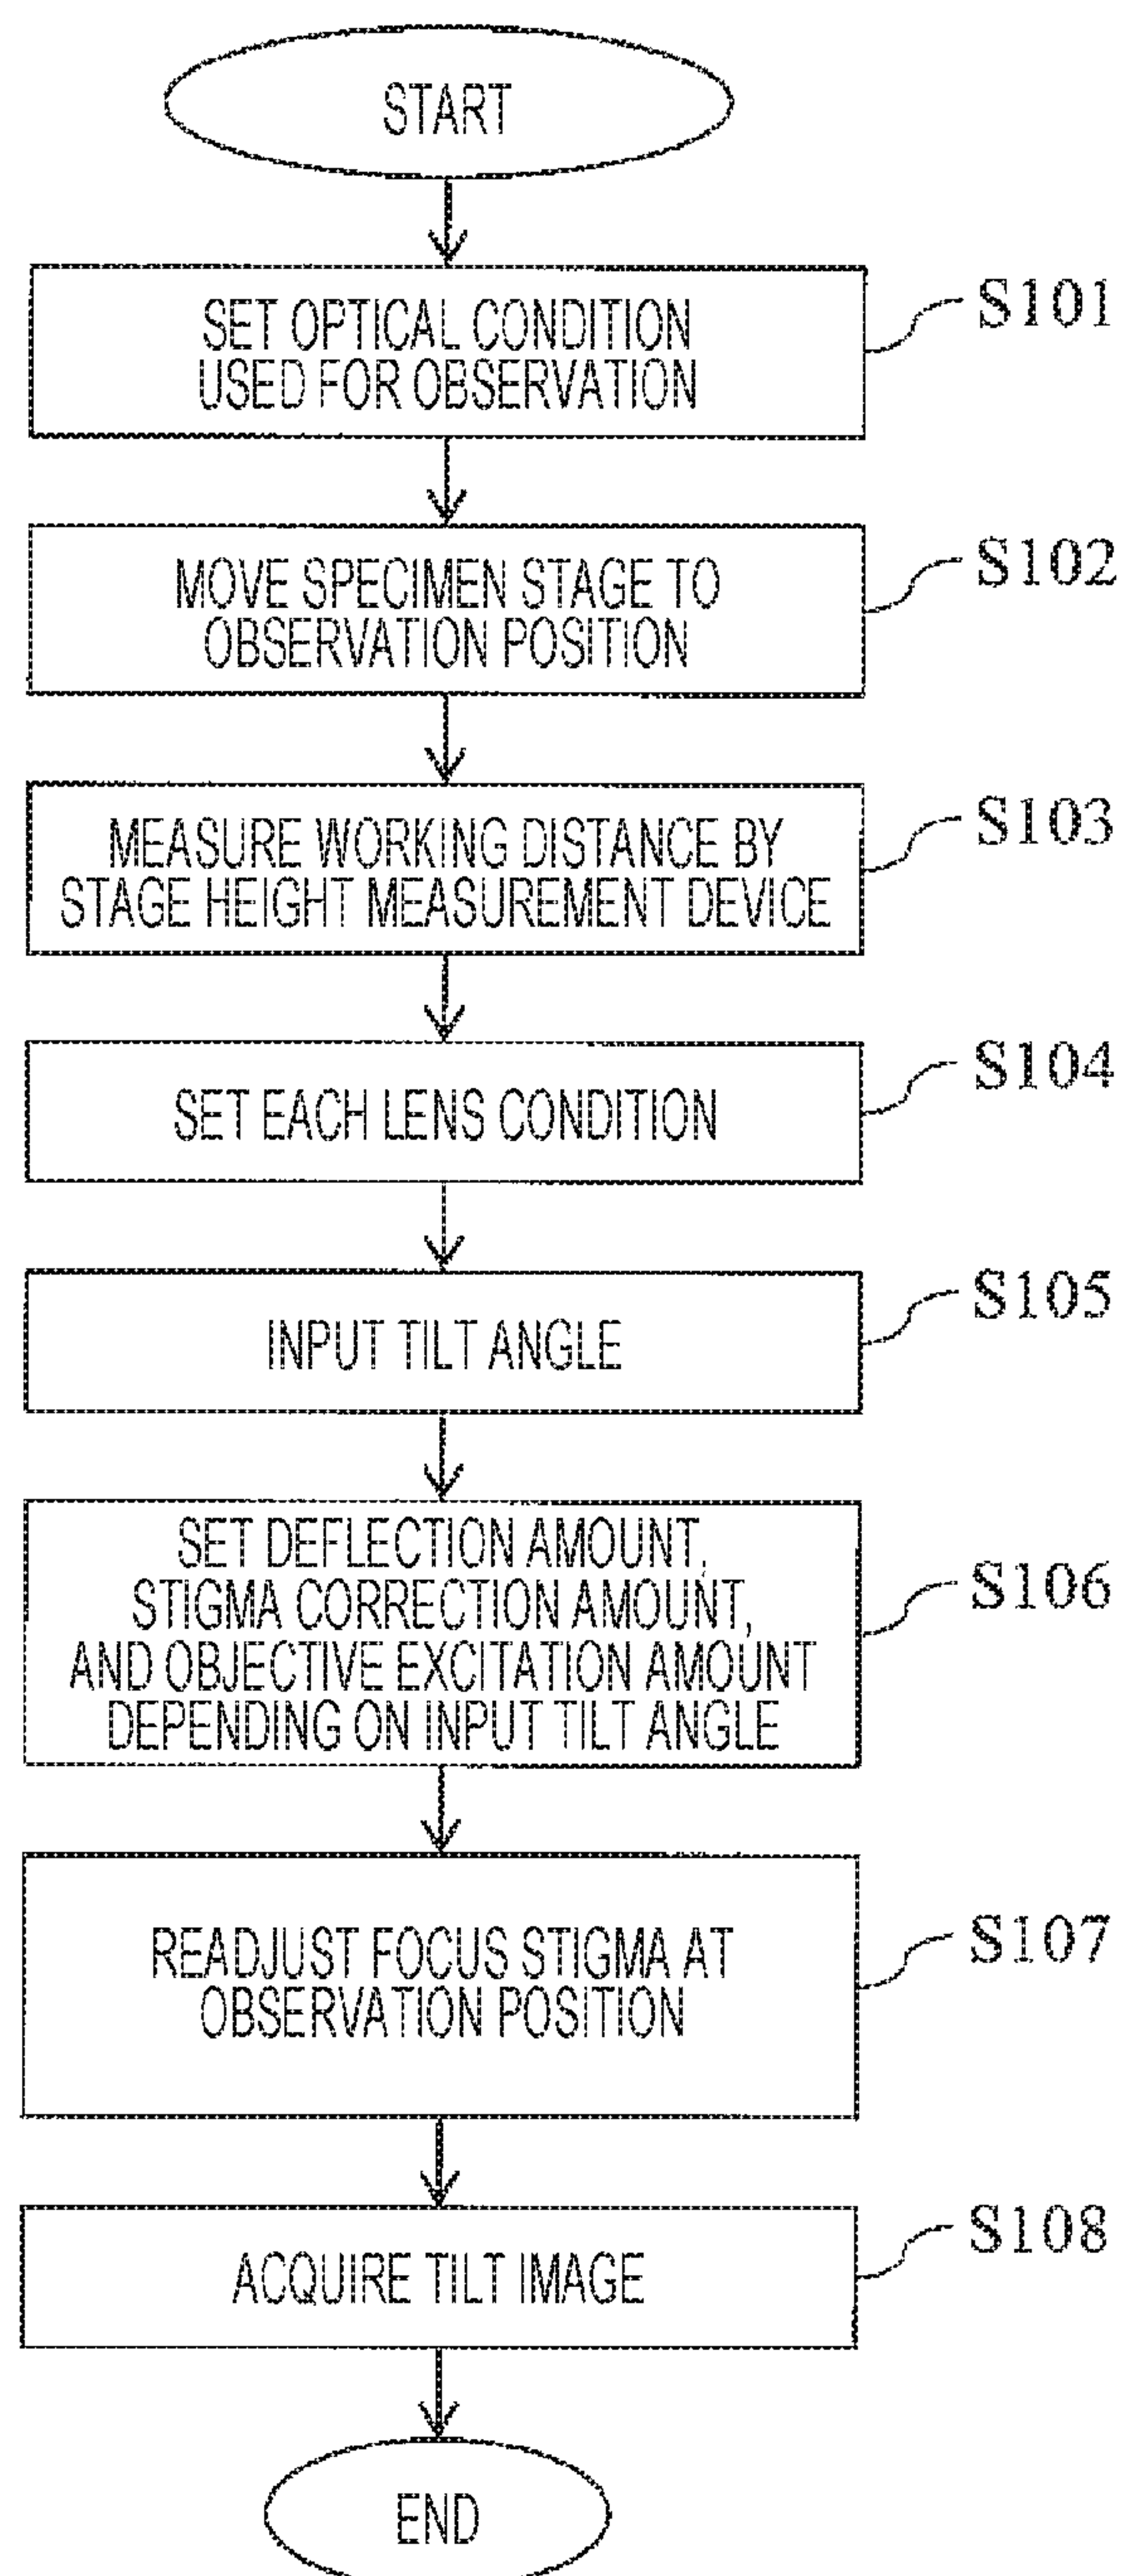 START
SET OPTICAL CONDITION
USED FOR OBSERVATION
S101
MOVE SPECIMEN STAGE TO
OBSERVATION POSITION
S102
MEASURE WORKING DISTANCE BY
STAGE HEIGHT MEASUREMENT DEVICE
S103
SET EACH LENS CONDITION
S104
INPUT TILT ANGLE
S105
SET DEFLECTION AMOUNT,
STIGMA CORRECTION AMOUNT,
AND OBJECTIVE EXCITATION AMOUNT
DEPENDING ON INPUT TILT ANGLE
S106
READJUST FOCUS STIGMA AT
OBSERVATION POSITION
S107
ACQUIRE TILT IMAGE
S108
END